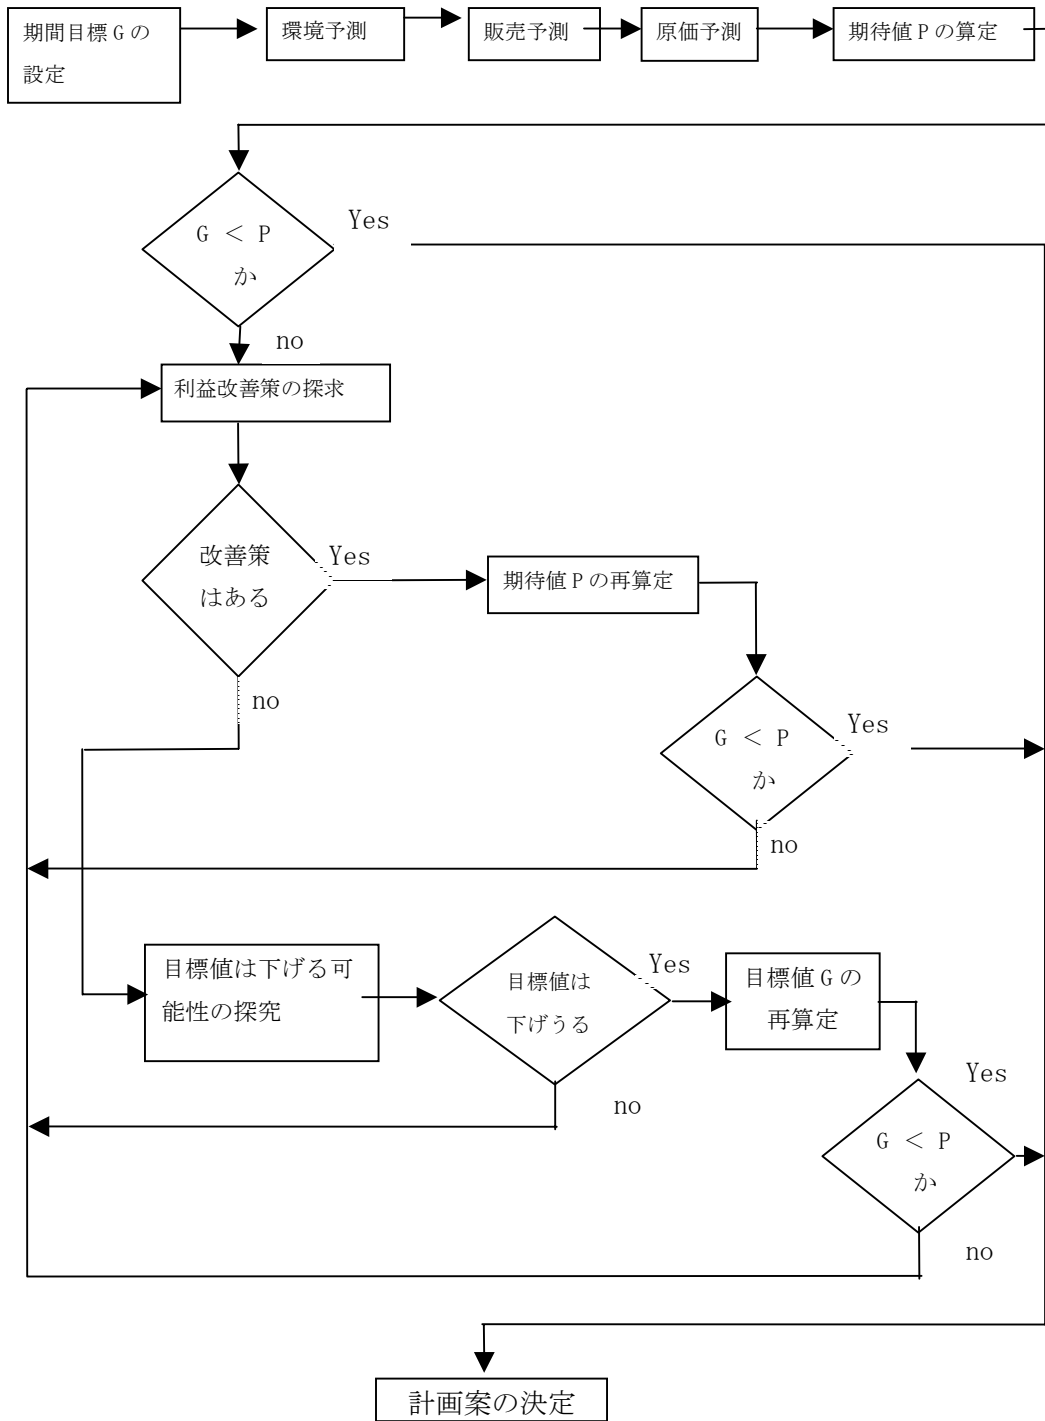 期間目標 G の
設定
環境予測
販売予測
原価予測
期待値 P の算定
G ＜ P
か
Yes
no
利益改善策の探求
改善策
はある
Yes
期待値 P の再算定
no
G ＜ P
か
Yes
no
目標値は下げる可
能性の探究
目標値は
下げうる
Yes
目標値 G の
再算定
no
Yes
G ＜ P
か
no
計画案の決定